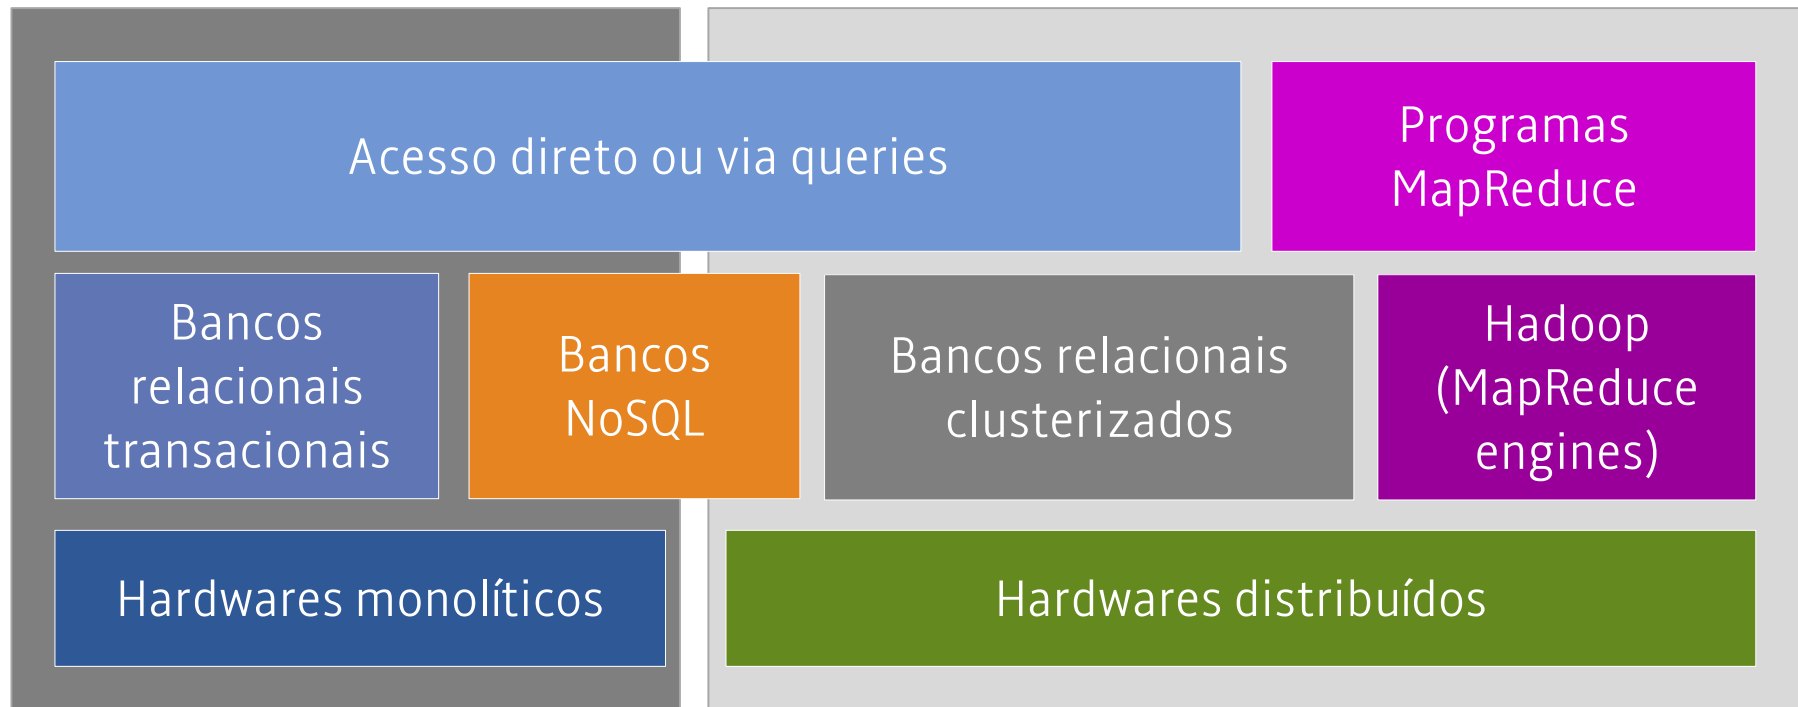 Acesso direto ou via queries
Programas
MapReduce
Bancos
relacionais
transacionais
Bancos
NoSQL
Bancos relacionais
clusterizados
Hadoop
(MapReduce
engines)
Hardwares monolíticos
Hardwares distribuídos